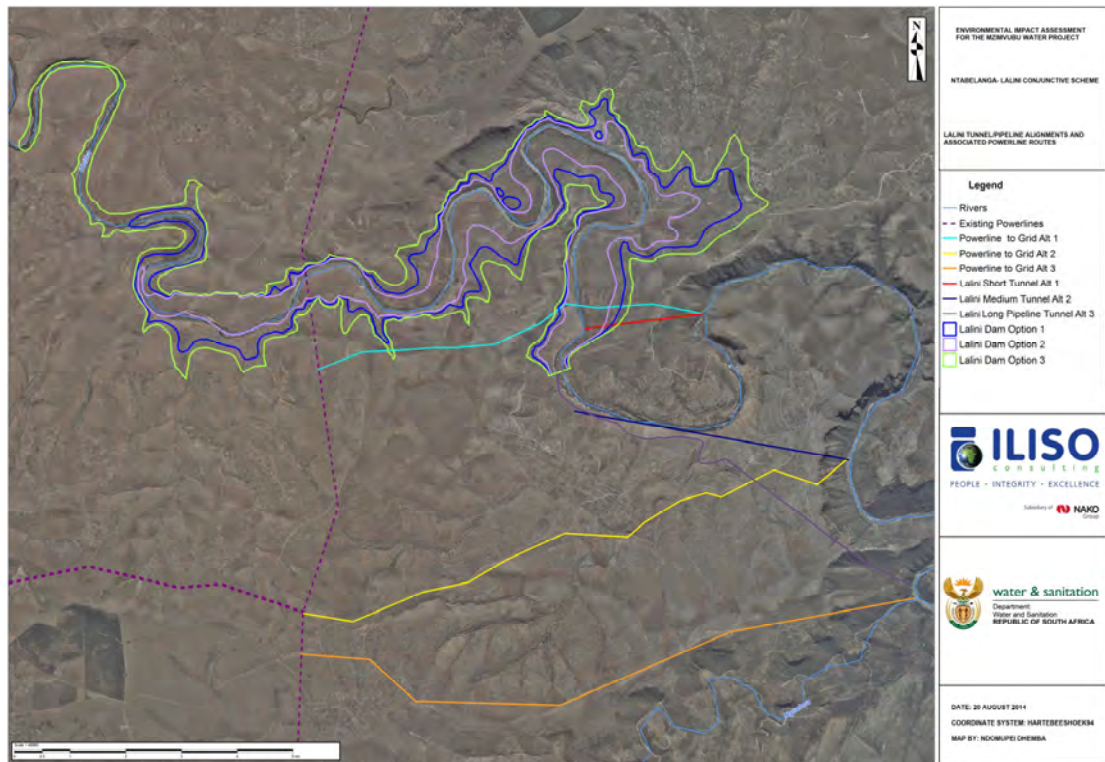 N
ENVIRONMENTAL IMPACT ASSESSMENT
FOR THE MZIMVUBU WATER PROJECT
NTABELANGA- LALINI CONJUNCTIVE SCHEME
LALINI TUNNEL/PIPELINE ALIGNMENTS AND
ASSOCIATED POWERLINE ROUTES
Legend
Rivers
Existing Powerlines
Powerline to Grid Alt 1
Powerline to Grid Alt 2
Powerline to Grid Alt 3
Lalini Short Tunnel Alt 1
Lalini Medium Tunnel Alt 2
Lalini Long Pipeline Tunnel Alt 3
Lalini Dam Option 1
Lalini Dam Option 2
Lalini Dam Option 3
ILISO
consulting
PEOPLE • INTEGRITY • EXCELLENCE
Subsidiary of NAKO
Group
water & sanitation
Department:
Water and Sanitation
REPUBLIC OF SOUTH AFRICA
DATE: 20 AUGUST 2014
COORDINATE SYSTEM: HARTEBEESHOEK94
MAP BY: NDOMUPEI DHEMBA